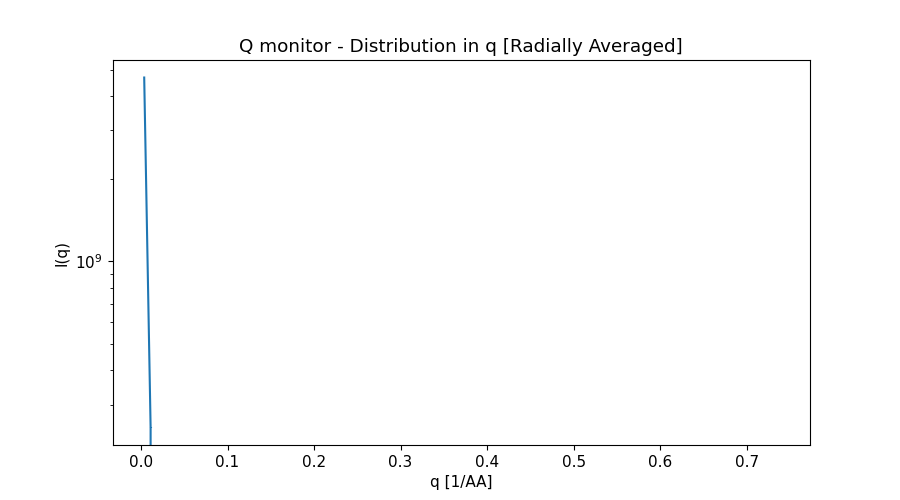 Q monitor - Distribution in q [Radially Averaged]
I(q)
10⁹
0.0 0.1 0.2 0.3 0.4 0.5 0.6 0.7
q [1/AA]